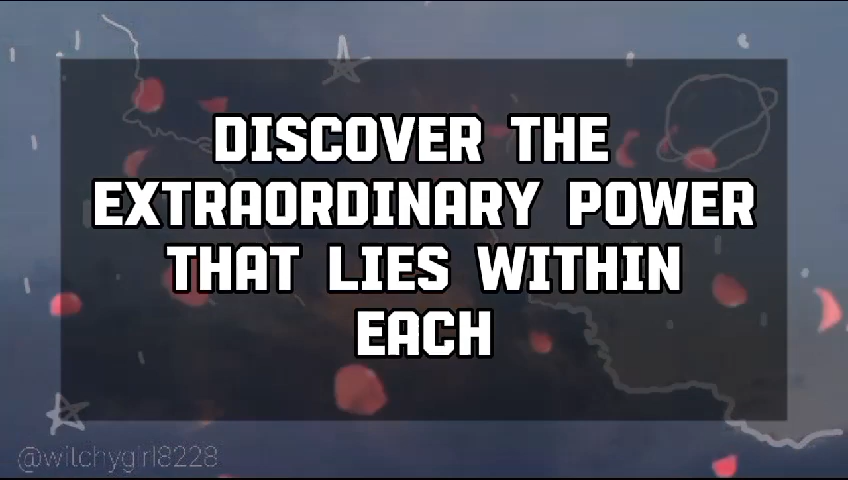 DISCOVER THE
EXTRAORDINARY POWER
THAT LIES WITHIN
EACH
@witchygirl8228